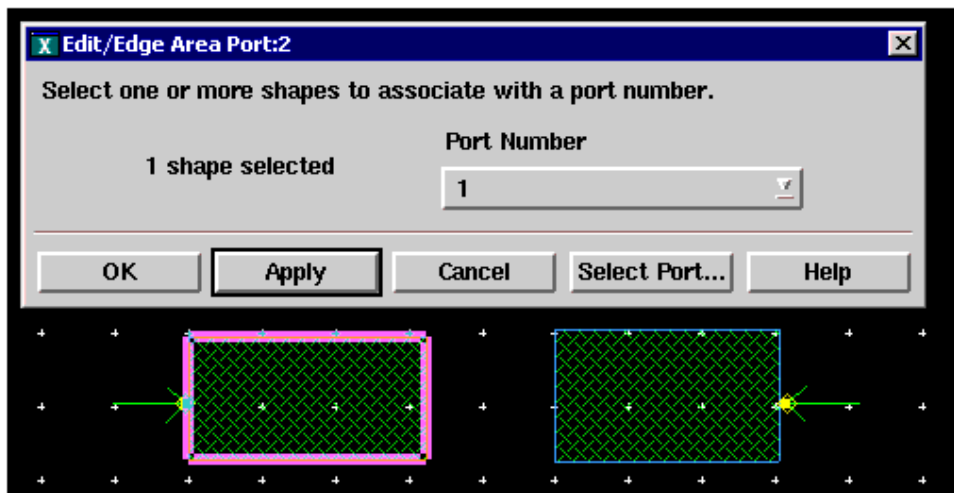 X Edit/Edge Area Port:2
Select one or more shapes to associate with a port number.
Port Number
1 shape selected
1
OK Apply Cancel Select Port... Help